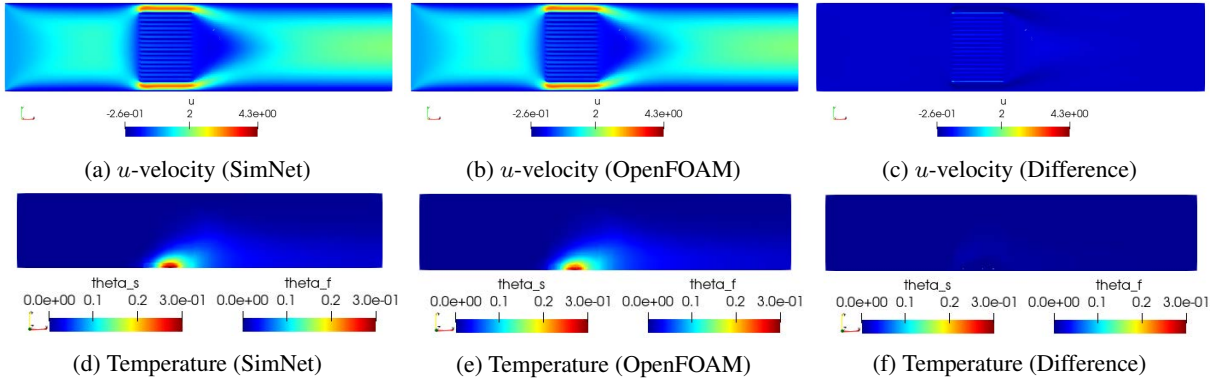 u
u
u
-2.6e-01 2 4.3e+00
-2.6e-01 2 4.3e+00
-2.6e-01 2 4.3e+00
(a) u-velocity (SimNet)
(b) u-velocity (OpenFOAM)
(c) u-velocity (Difference)
theta_s theta_f
theta_s theta_f
theta_s theta_f
0.0e+00 0.1 0.2 3.0e-01 0.0e+00 0.1 0.2 3.0e-01
0.0e+00 0.1 0.2 3.0e-01 0.0e+00 0.1 0.2 3.0e-01
0.0e+00 0.1 0.2 3.0e-01 0.0e+00 0.1 0.2 3.0e-01
(d) Temperature (SimNet)
(e) Temperature (OpenFOAM)
(f) Temperature (Difference)